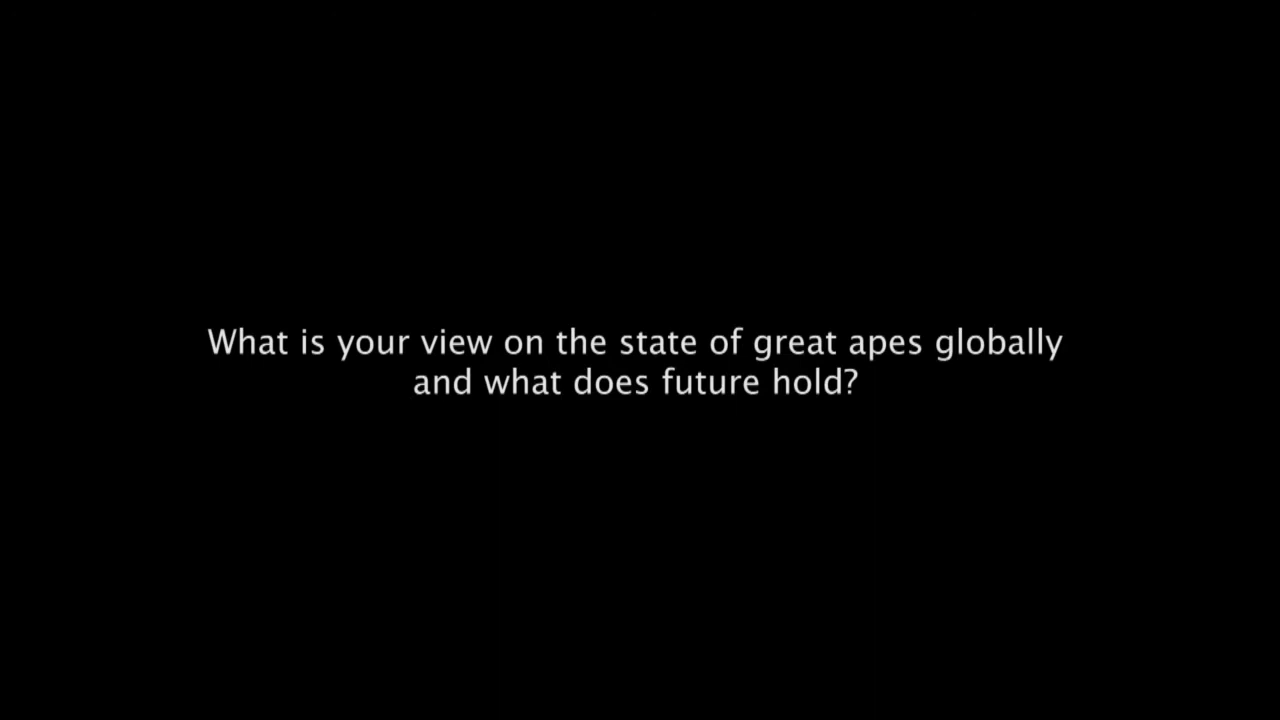 What is your view on the state of great apes globally
and what does future hold?